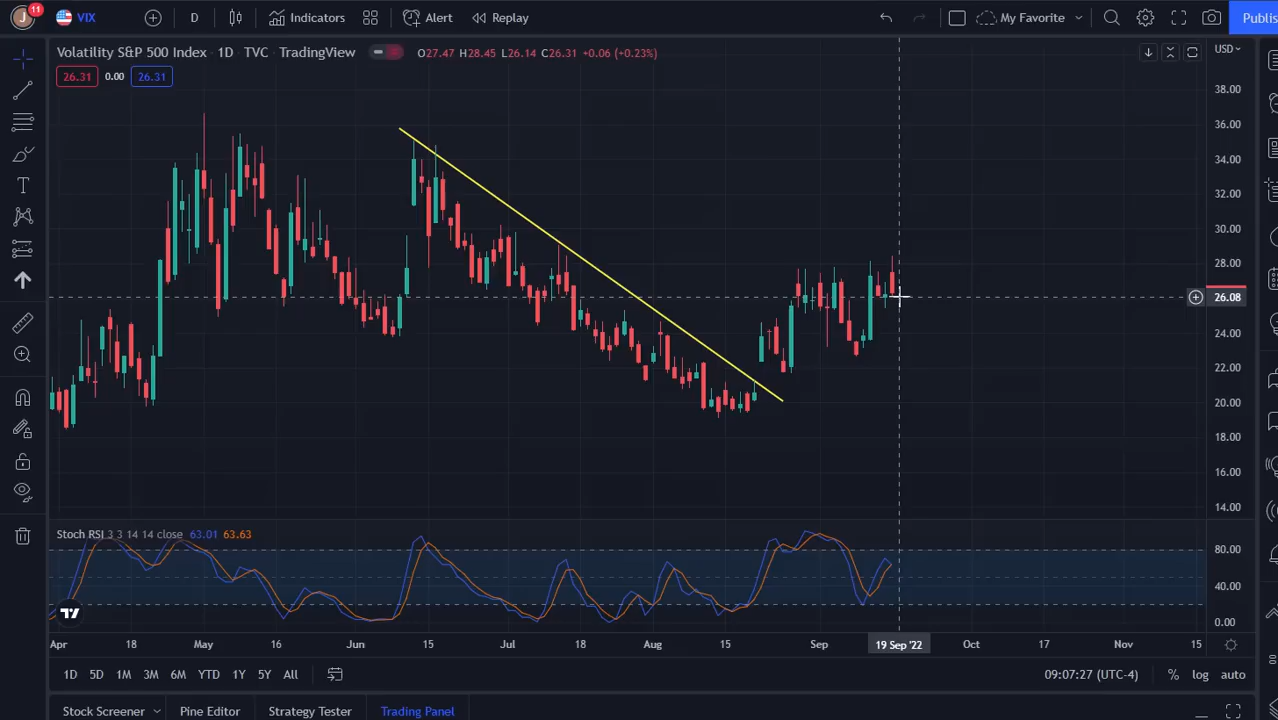 J 11 VIX D Indicators Alert Replay My Favorite Publis
Volatility S&P 500 Index · 1D · TVC · TradingView O27.47 H28.45 L26.14 C26.31 +0.06 (+0.23%) USD
26.31 0.00 26.31
38.00
36.00
34.00
32.00
30.00
28.00
26.08
24.00
22.00
20.00
18.00
16.00
14.00
Stoch RSI 3 3 14 14 close 63.01 63.63
80.00
40.00
0.00
Apr 18 May 16 Jun 15 Jul 18 Aug 15 Sep 19 Sep '22 Oct 17 Nov 15
1D 5D 1M 3M 6M YTD 1Y 5Y All 09:07:27 (UTC-4) % log auto
Stock Screener Pine Editor Strategy Tester Trading Panel